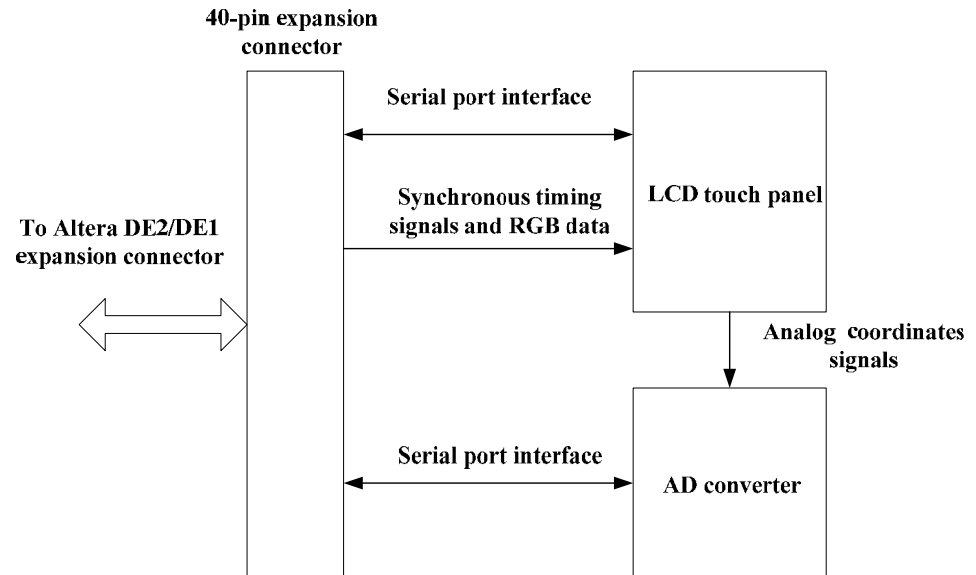 40-pin expansion
connector
Serial port interface
LCD touch panel
Synchronous timing
signals and RGB data
To Altera DE2/DE1
expansion connector
Analog coordinates
signals
Serial port interface
AD converter